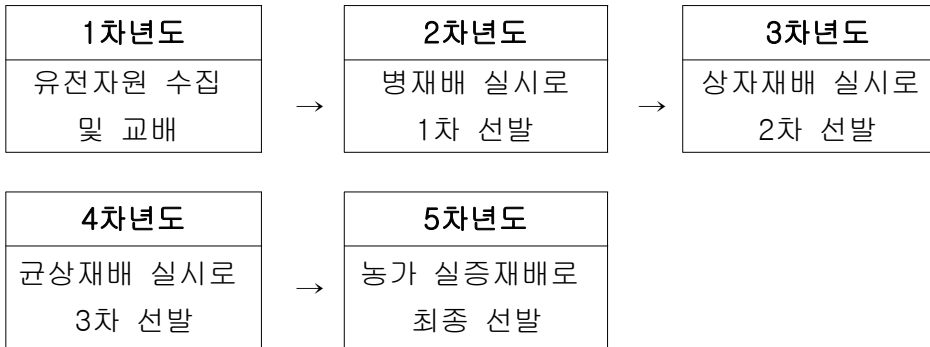 1차년도
유전자원 수집
및 교배
→
2차년도
병재배 실시로
1차 선발
→
3차년도
상자재배 실시로
2차 선발
4차년도
균상재배 실시로
3차 선발
→
5차년도
농가 실증재배로
최종 선발